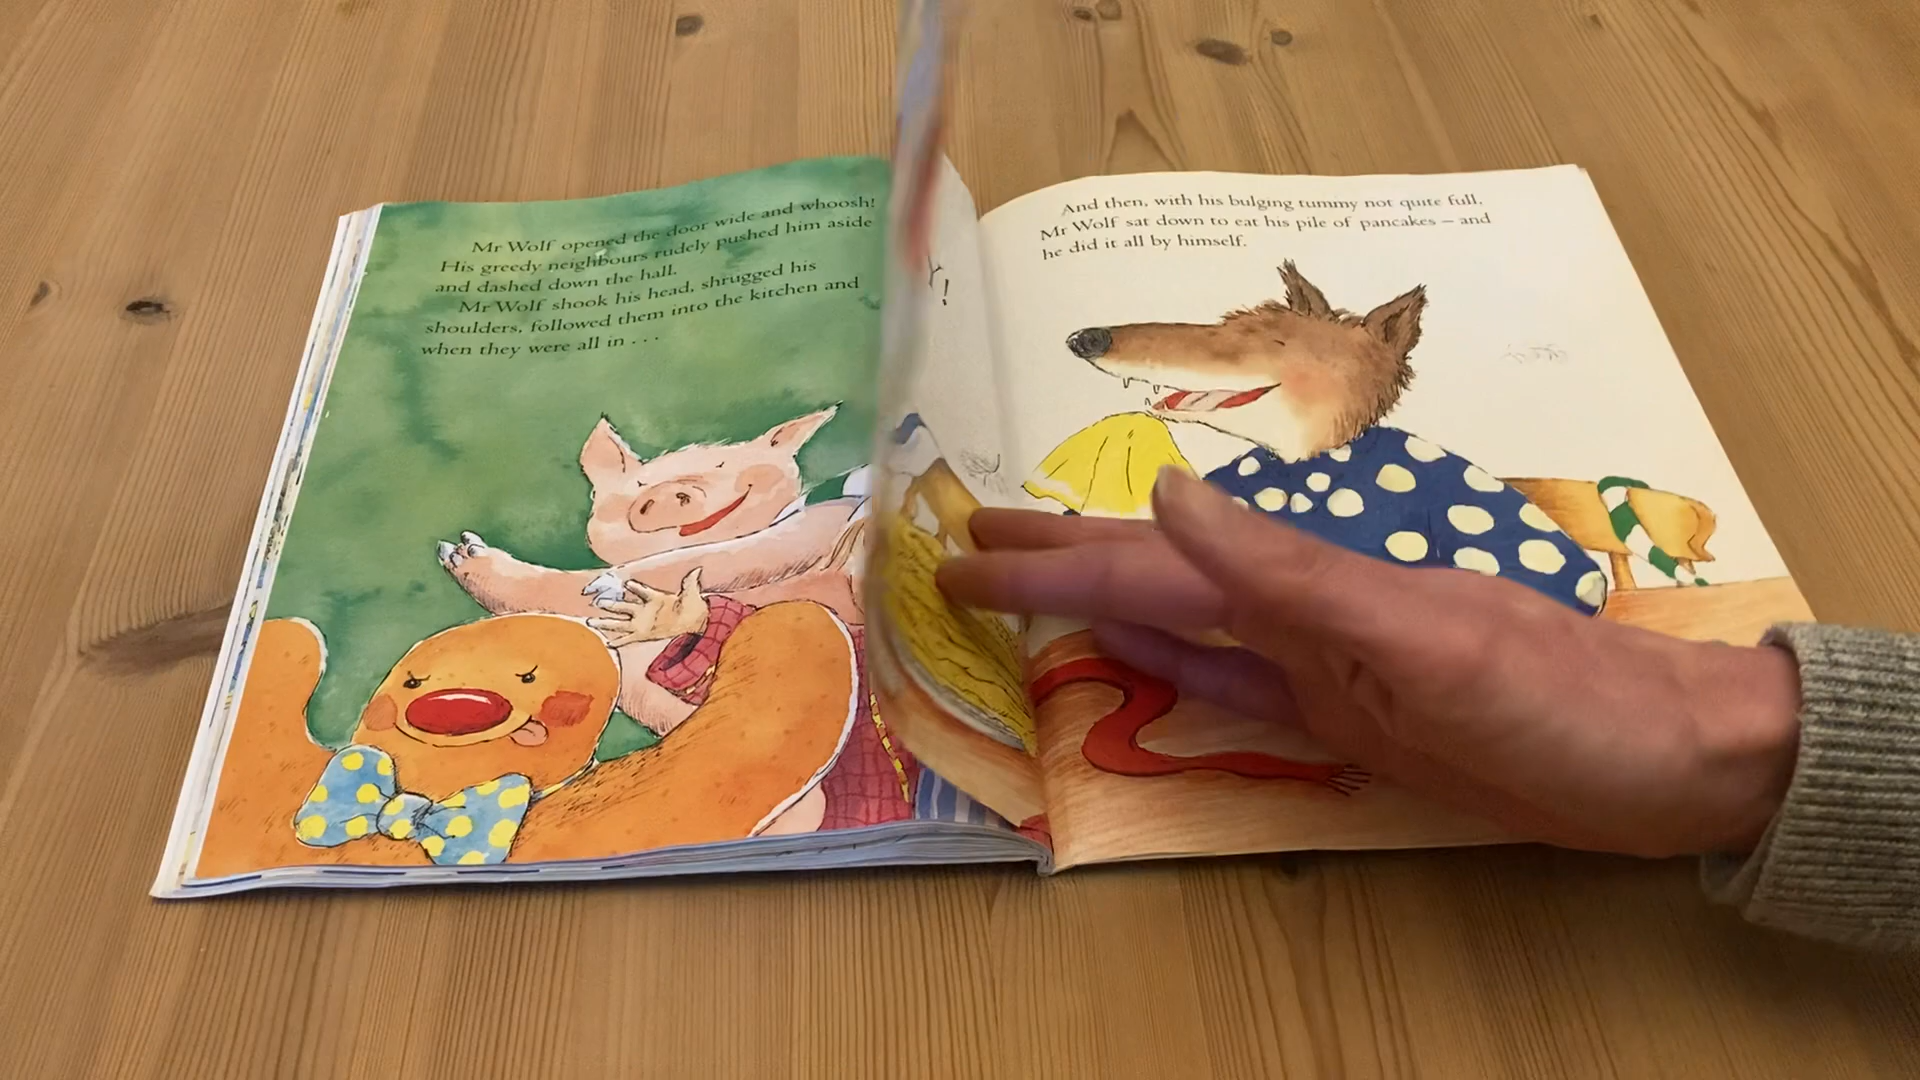 Mr Wolf opened the door wide and whoosh!
His greedy neighbours rudely pushed him aside
and dashed down the hall.
Mr Wolf shook his head, shrugged his
shoulders, followed them into the kitchen and
when they were all in . . .
And then, with his bulging tummy not quite full,
Mr Wolf sat down to eat his pile of pancakes – and
he did it all by himself.